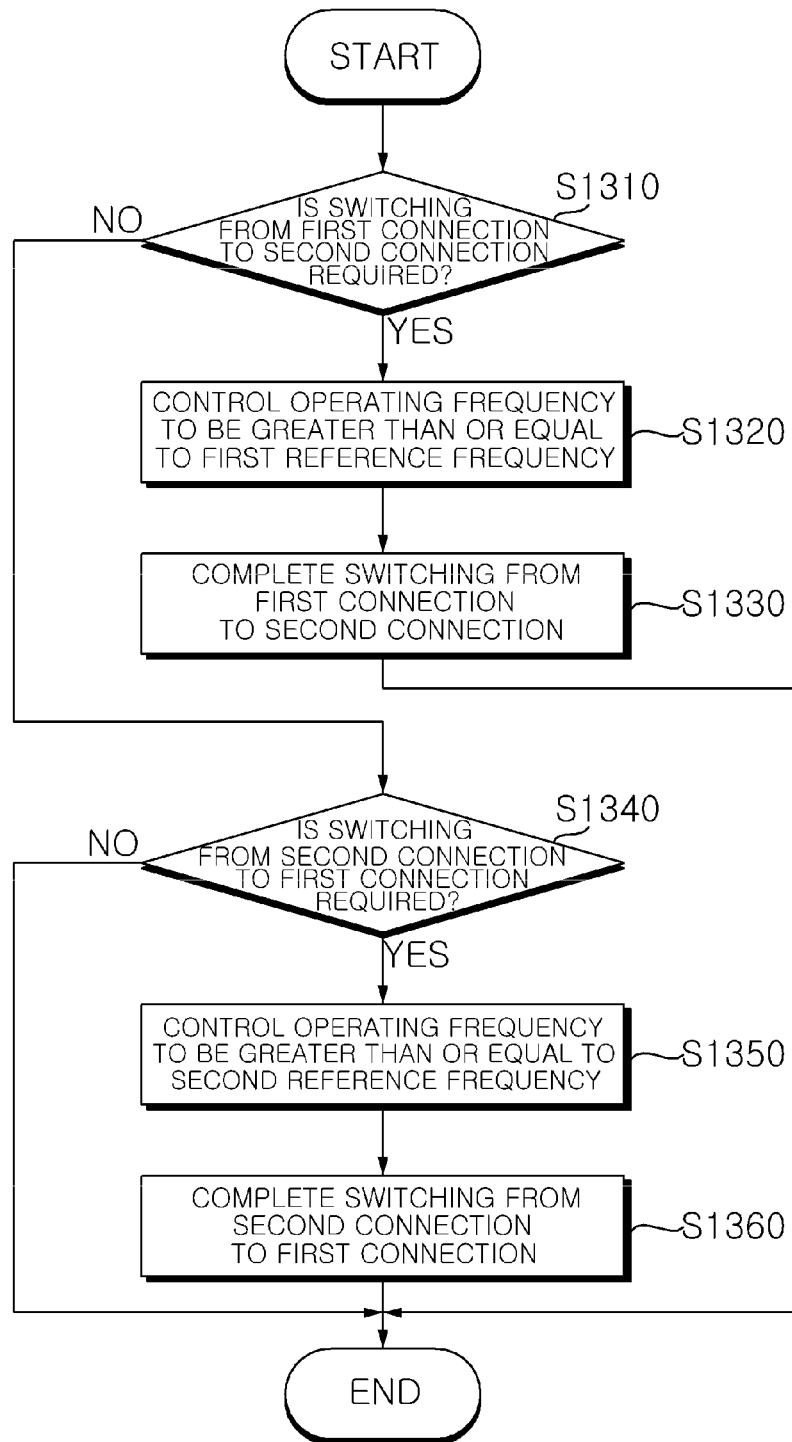 START
S1310
NO
IS SWITCHING
FROM FIRST CONNECTION
TO SECOND CONNECTION
REQUIRED?
YES
CONTROL OPERATING FREQUENCY
TO BE GREATER THAN OR EQUAL
TO FIRST REFERENCE FREQUENCY
S1320
COMPLETE SWITCHING FROM
FIRST CONNECTION
TO SECOND CONNECTION
S1330
S1340
NO
IS SWITCHING
FROM SECOND CONNECTION
TO FIRST CONNECTION
REQUIRED?
YES
CONTROL OPERATING FREQUENCY
TO BE GREATER THAN OR EQUAL TO
SECOND REFERENCE FREQUENCY
S1350
COMPLETE SWITCHING FROM
SECOND CONNECTION
TO FIRST CONNECTION
S1360
END